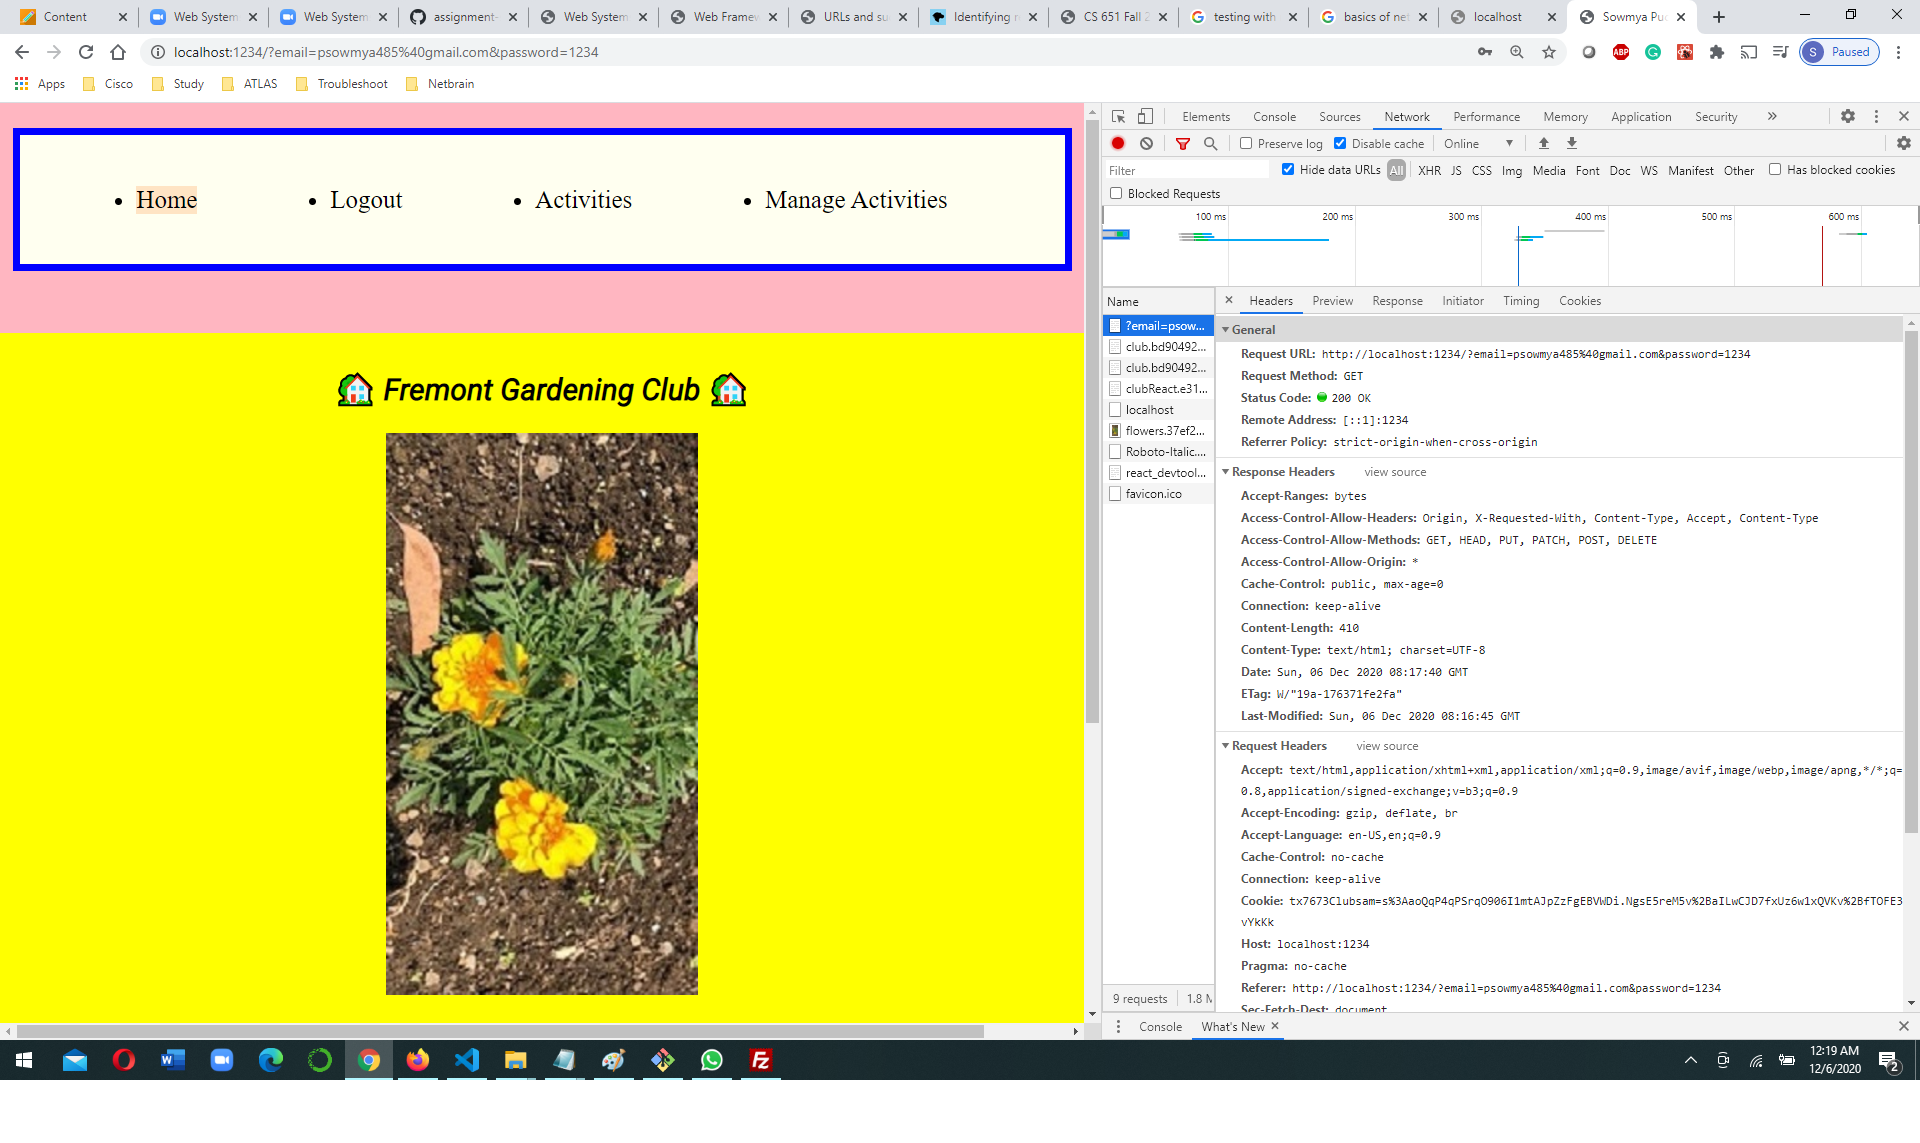 Content
Web System
Web System
assignment-
Web System
Web Framew
URLs and su
Identifying r
CS 651 Fall 2
testing with
basics of net
localhost
Sowmya Pu
localhost:1234/?email=psowmya485%40gmail.com&password=1234
ABP
S Paused
Apps Cisco Study ATLAS Troubleshoot Netbrain
Home
Logout
Activities
Manage Activities
Fremont Gardening Club
Elements Console Sources Network Performance Memory Application Security
Preserve log Disable cache Online
Filter Hide data URLs All XHR JS CSS Img Media Font Doc WS Manifest Other Has blocked cookies
Blocked Requests
100 ms 200 ms 300 ms 400 ms 500 ms 600 ms
Name
?email=psow...
club.bd90492...
club.bd90492...
clubReact.e31...
localhost
flowers.37ef2...
Roboto-Italic....
react_devtool...
favicon.ico
9 requests 1.8 M
Headers Preview Response Initiator Timing Cookies
General
Request URL: http://localhost:1234/?email=psowmya485%40gmail.com&password=1234
Request Method: GET
Status Code: 200 OK
Remote Address: [::1]:1234
Referrer Policy: strict-origin-when-cross-origin
Response Headers view source
Accept-Ranges: bytes
Access-Control-Allow-Headers: Origin, X-Requested-With, Content-Type, Accept, Content-Type
Access-Control-Allow-Methods: GET, HEAD, PUT, PATCH, POST, DELETE
Access-Control-Allow-Origin: *
Cache-Control: public, max-age=0
Connection: keep-alive
Content-Length: 410
Content-Type: text/html; charset=UTF-8
Date: Sun, 06 Dec 2020 08:17:40 GMT
ETag: W/"19a-176371fe2fa"
Last-Modified: Sun, 06 Dec 2020 08:16:45 GMT
Request Headers view source
Accept: text/html,application/xhtml+xml,application/xml;q=0.9,image/avif,image/webp,image/apng,*/*;q=
0.8,application/signed-exchange;v=b3;q=0.9
Accept-Encoding: gzip, deflate, br
Accept-Language: en-US,en;q=0.9
Cache-Control: no-cache
Connection: keep-alive
Cookie: tx7673Clubsam=s%3AaoQqP4qPSrqO906I1mtAJpZzFgEBVWDi.NgsE5reM5v%2BaILwCJD7fxUz6w1xQVKv%2BfTOFE3
vYkKk
Host: localhost:1234
Pragma: no-cache
Referer: http://localhost:1234/?email=psowmya485%40gmail.com&password=1234
Sec-Fetch-Dest: document
Console What's New
12:19 AM
12/6/2020
2